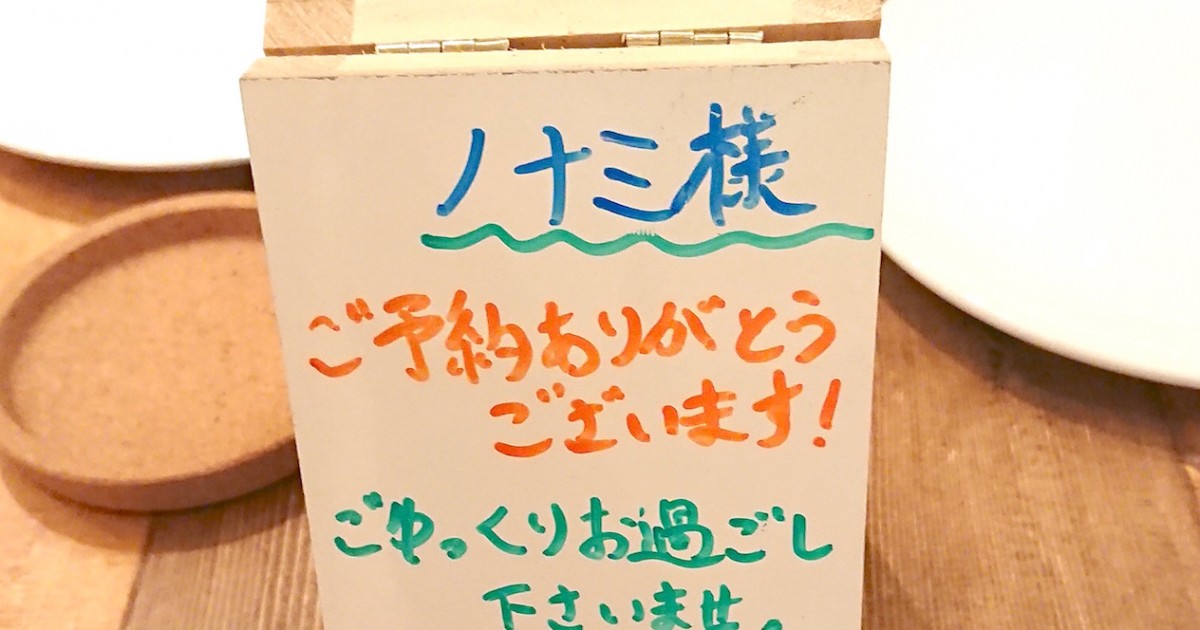 ノナミ様
ご予約ありがとう
ございます!
ごゆっくりお過ごし
下さいませ。